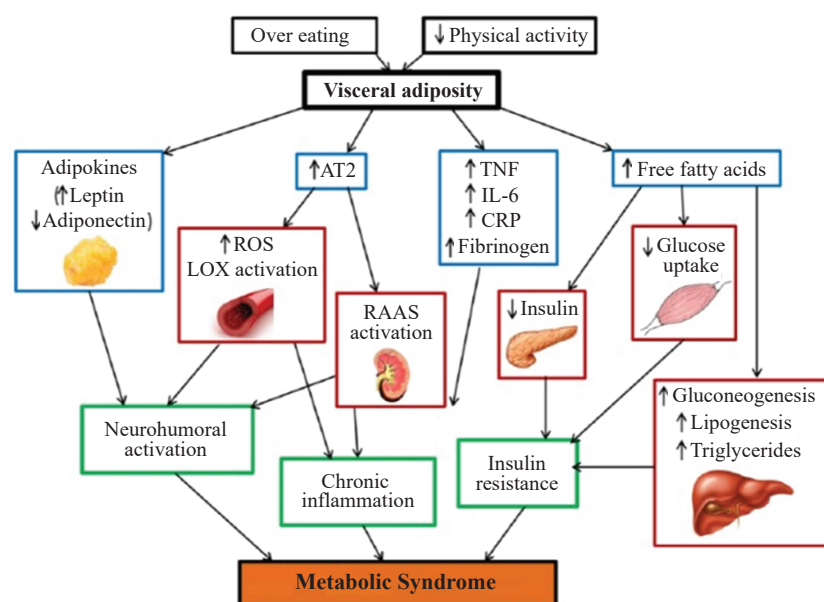 Over eating
↓ Physical activity
Visceral adiposity
Adipokines
(↑Leptin
↓Adiponectin)
↑AT2
↑ TNF
↑ IL-6
↑ CRP
↑Fibrinogen
↑ Free fatty acids
↑ROS
LOX activation
RAAS
activation
↓ Insulin
↓ Glucose
uptake
↑ Gluconeogenesis
↑ Lipogenesis
↑ Triglycerides
Neurohumoral
activation
Chronic
inflammation
Insulin
resistance
Metabolic Syndrome